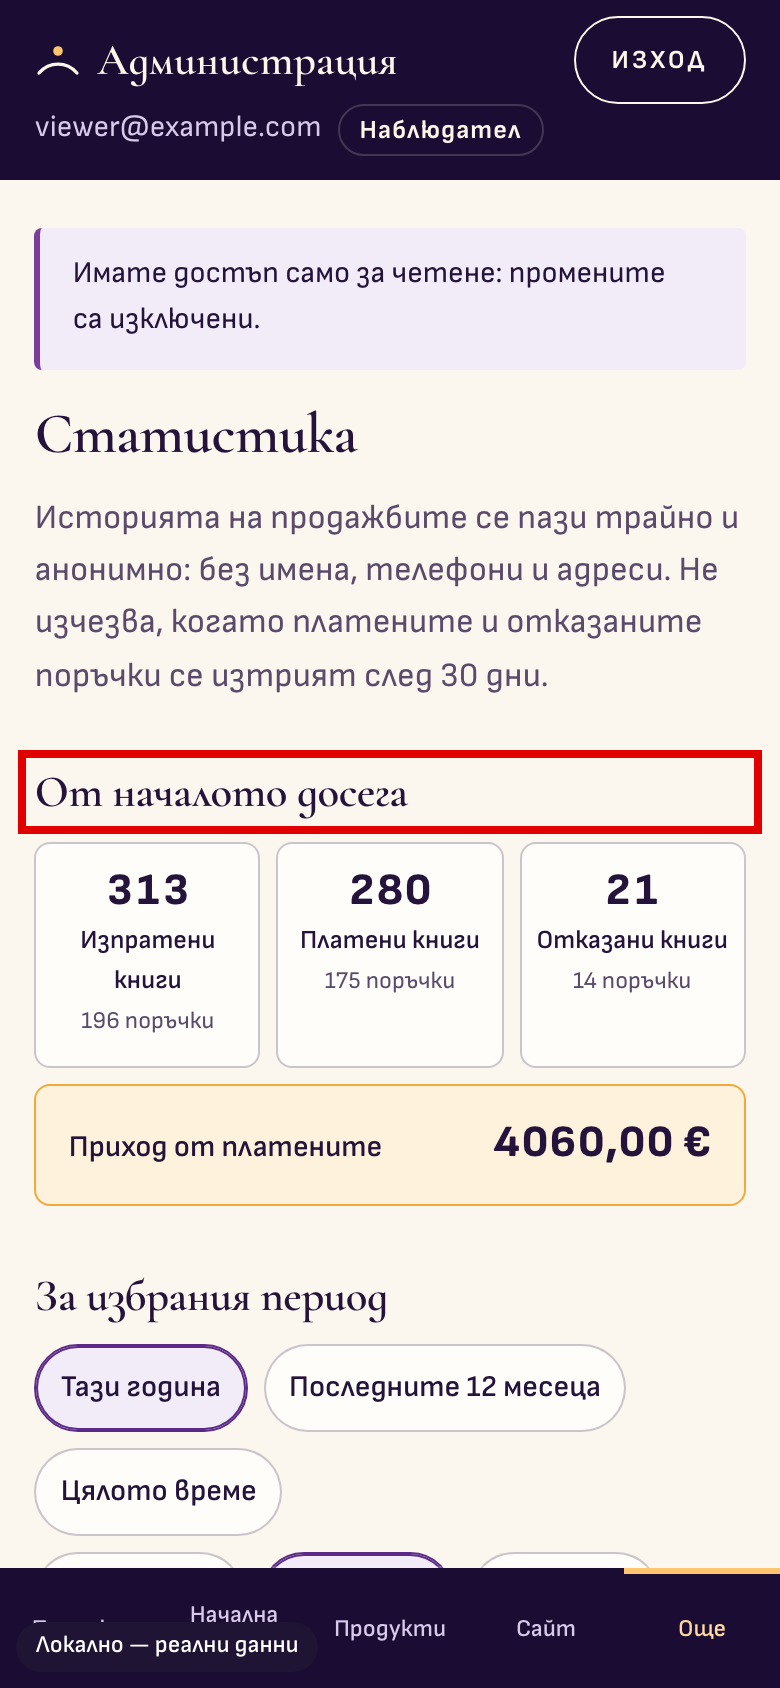 Администрация
ИЗХОД
viewer@example.com
Наблюдател
Имате достъп само за четене: промените
са изключени.
Статистика
Историята на продажбите се пази трайно и
анонимно: без имена, телефони и адреси. Не
изчезва, когато платените и отказаните
поръчки се изтрият след 30 дни.
От началото досега
313
Изпратени
книги
196 поръчки
280
Платени книги
175 поръчки
21
Отказани книги
14 поръчки
Приход от платените
4060,00 €
За избрания период
Тази година
Последните 12 месеца
Цялото време
Начална
Продукти
Сайт
Още
Локално — реални данни